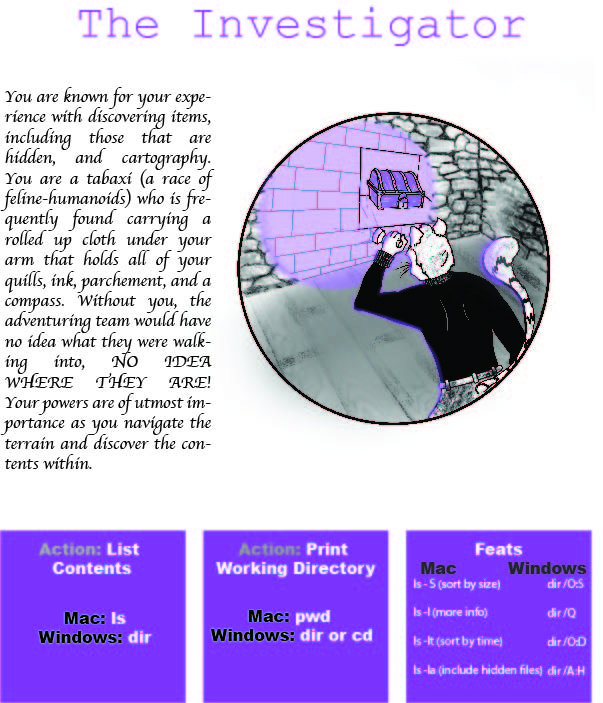 The Investigator
You are known for your expe-
rience with discovering items,
including those that are
hidden, and cartography.
You are a tabaxi (a race of
feline-humanoids) who is fre-
quently found carrying a
rolled up cloth under your
arm that holds all of your
quills, ink, parchement, and a
compass. Without you, the
adventuring team would have
no idea what they were walk-
ing into, NO IDEA
WHERE THEY ARE!
Your powers are of utmost im-
portance as you navigate the
terrain and discover the con-
tents within.
Action: List
Contents
Mac: ls
Windows: dir
Action: Print
Working Directory
Mac: pwd
Windows: dir or cd
Feats
Mac Windows
ls - S (sort by size) dir /O:S
ls -l (more info) dir /Q
ls -lt (sort by time) dir /O:D
ls -la (include hidden files) dir /A:H